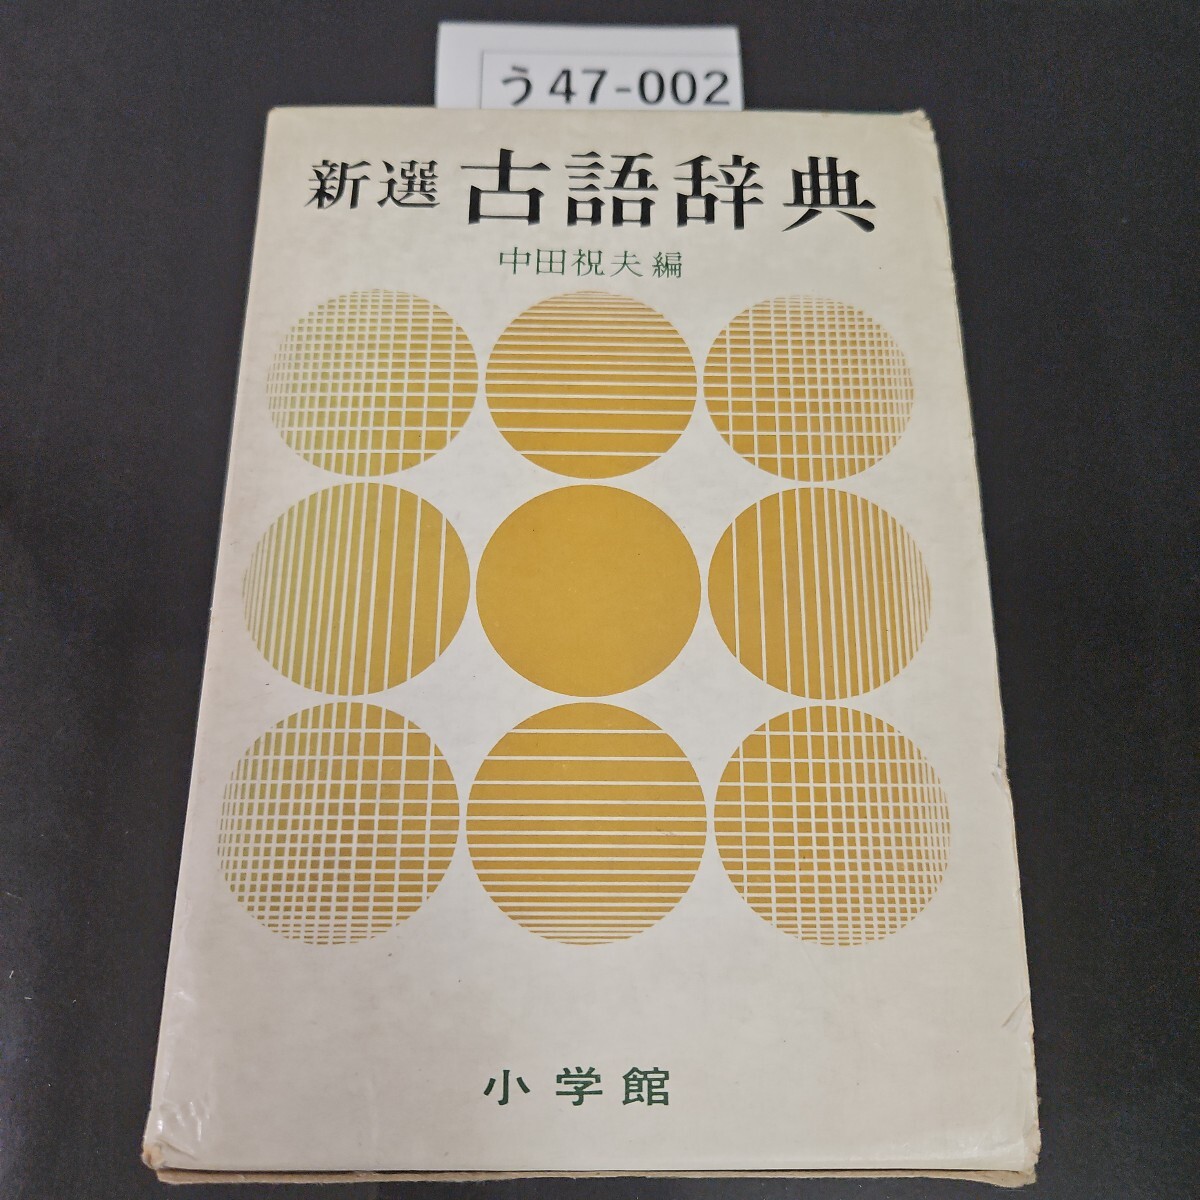 う47-002
新選 古語辞典
中田祝夫編
小学館